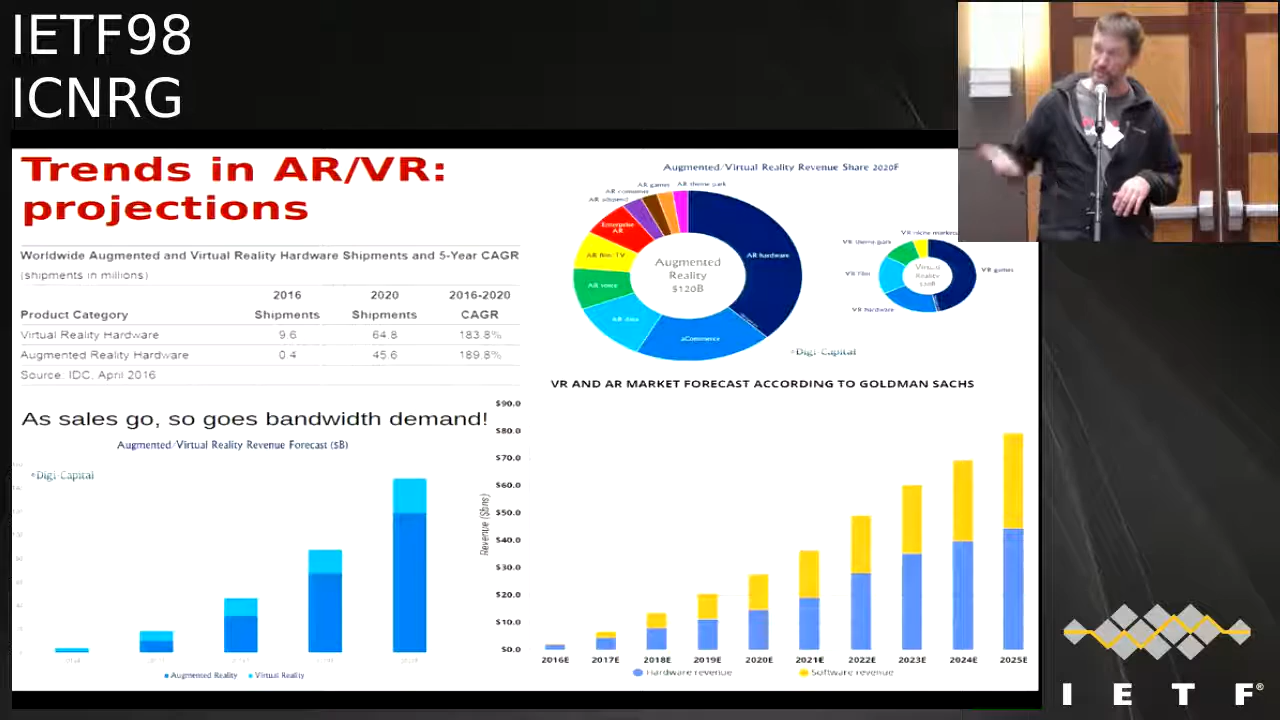 IETF98
ICNRG
Trends in AR/VR:
projections
Worldwide Augmented and Virtual Reality Hardware Shipments and 5-Year CAGR
(shipments in millions)
2016 2020 2016-2020
Product Category Shipments Shipments CAGR
Virtual Reality Hardware 9.6 64.8 183.8%
Augmented Reality Hardware 0.4 45.6 189.8%
Source: IDC, April 2016
As sales go, so goes bandwidth demand!
Augmented/Virtual Reality Revenue Forecast ($B)
Digi-Capital
Augmented Reality Virtual Reality
Augmented/Virtual Reality Revenue Share 2020F
AR games AR theme park
AR consumer
AR adspend
Enterprise
AR
AR film/TV
AR voice
AR data
aCommerce
AR hardware
Augmented
Reality
$120B
VR niche markets
VR theme park
VR film
VR hardware
VR games
Reality
$30B
Digi-Capital
VR AND AR MARKET FORECAST ACCORDING TO GOLDMAN SACHS
$90.0
$80.0
$70.0
$60.0
$50.0
$40.0
$30.0
$20.0
$10.0
$0.0
Revenue ($bns)
2016E 2017E 2018E 2019E 2020E 2021E 2022E 2023E 2024E 2025E
Hardware revenue Software revenue
I E T F®